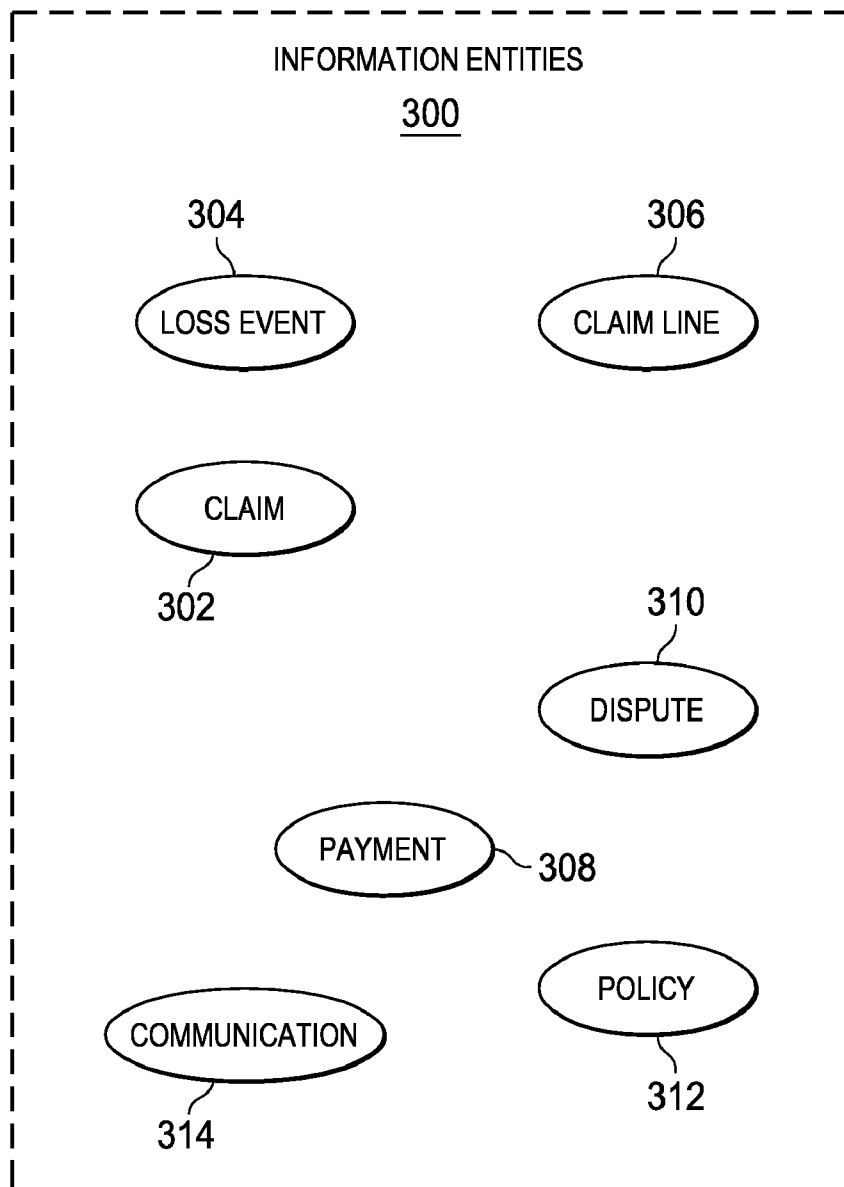 INFORMATION ENTITIES
300
304
306
LOSS EVENT
CLAIM LINE
CLAIM
302
310
DISPUTE
PAYMENT
308
POLICY
COMMUNICATION
312
314